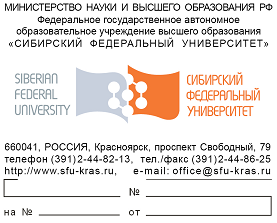 МИНИСТЕРСТВО НАУКИ И ВЫСШЕГО ОБРАЗОВАНИЯ РФ
Федеральное государственное автономное
образовательное учреждение высшего образования
«СИБИРСКИЙ ФЕДЕРАЛЬНЫЙ УНИВЕРСИТЕТ»
SIBERIAN
FEDERAL
UNIVERSITY
СИБИРСКИЙ
ФЕДЕРАЛЬНЫЙ
УНИВЕРСИТЕТ
660041, РОССИЯ, Красноярск, проспект Свободный, 79
телефон (391)2-44-82-13, тел./факс (391)2-44-86-25
http://www.sfu-kras.ru, e-mail: office@sfu-kras.ru
№
на № от